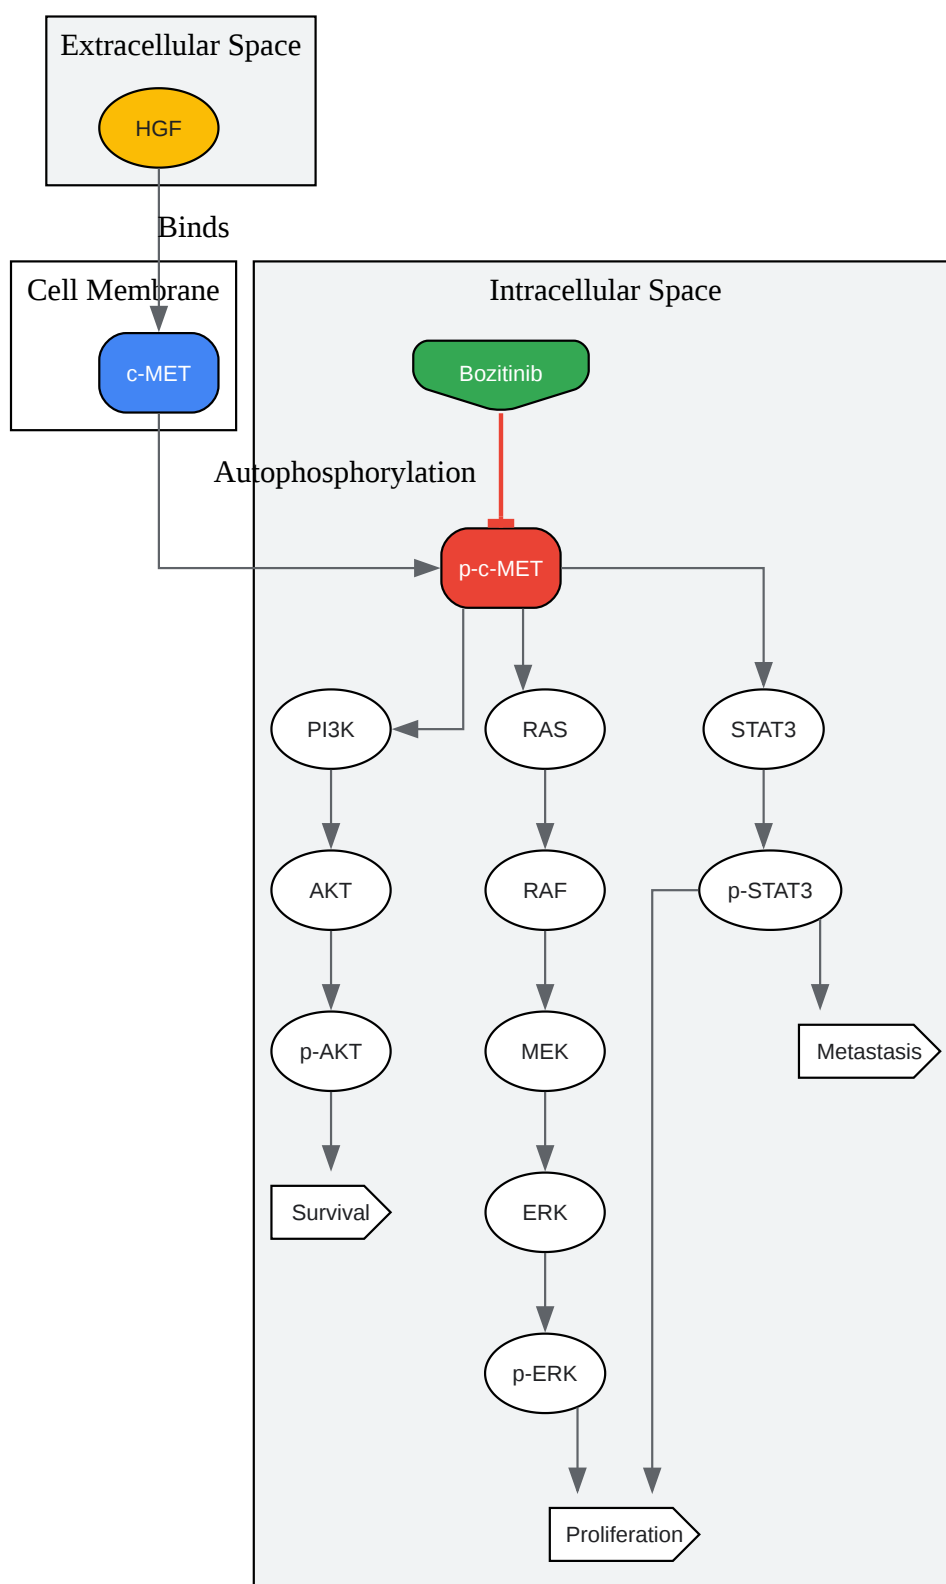 Extracellular Space
HGF
Binds
Cell Membrane
Intracellular Space
c-MET
Bozitinib
Autophosphorylation
p-c-MET
PI3K
RAS
STAT3
AKT
RAF
p-STAT3
p-AKT
MEK
Metastasis
Survival
ERK
p-ERK
Proliferation